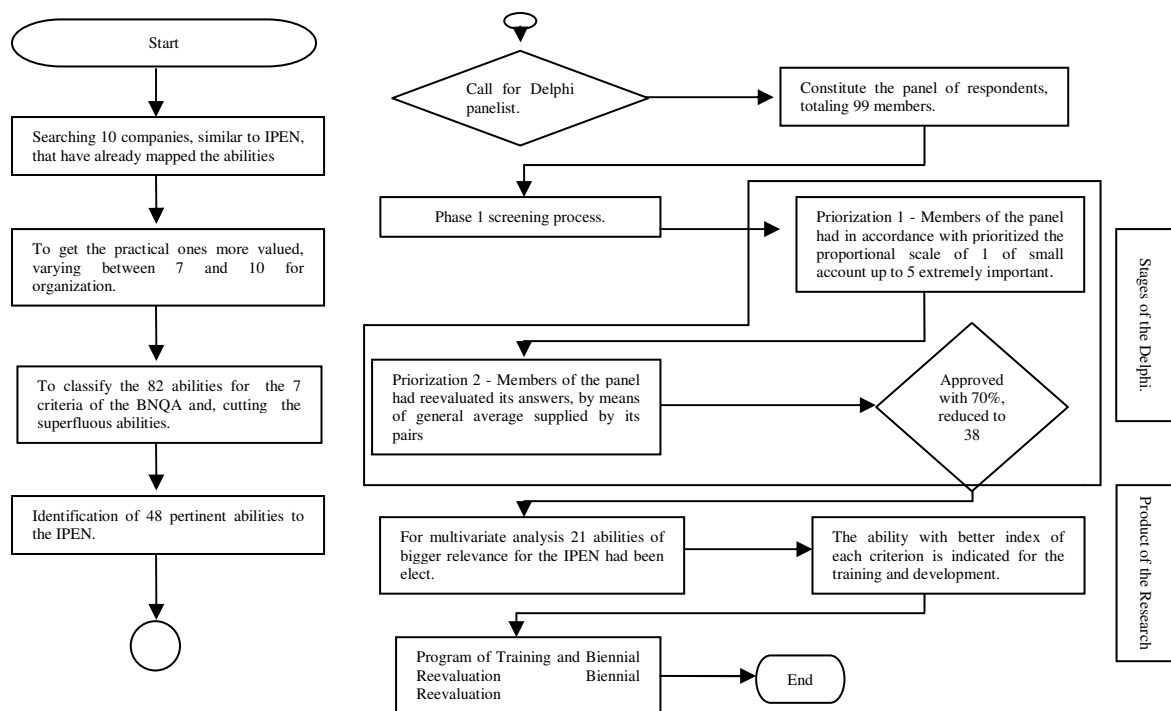 Start
Searching 10 companies, similar to IPEN,
that have already mapped the abilities
To get the practical ones more valued,
varying between 7 and 10 for
organization.
To classify the 82 abilities for the 7
criteria of the BNQA and, cutting the
superfluous abilities.
Identification of 48 pertinent abilities to
the IPEN.
Call for Delphi
panelist.
Constitute the panel of respondents,
totaling 99 members.
Phase 1 screening process.
Priorization 1 - Members of the panel
had in accordance with prioritized the
proportional scale of 1 of small
account up to 5 extremely important.
Priorization 2 - Members of the panel
had reevaluated its answers, by means
of general average supplied by its
pairs
Approved
with 70%,
reduced to
38
Stages of the Delphi.
For multivariate analysis 21 abilities of
bigger relevance for the IPEN had been
elect.
The ability with better index of
each criterion is indicated for the
training and development.
Product of the Research
Program of Training and Biennial
Reevaluation Biennial
Reevaluation
End